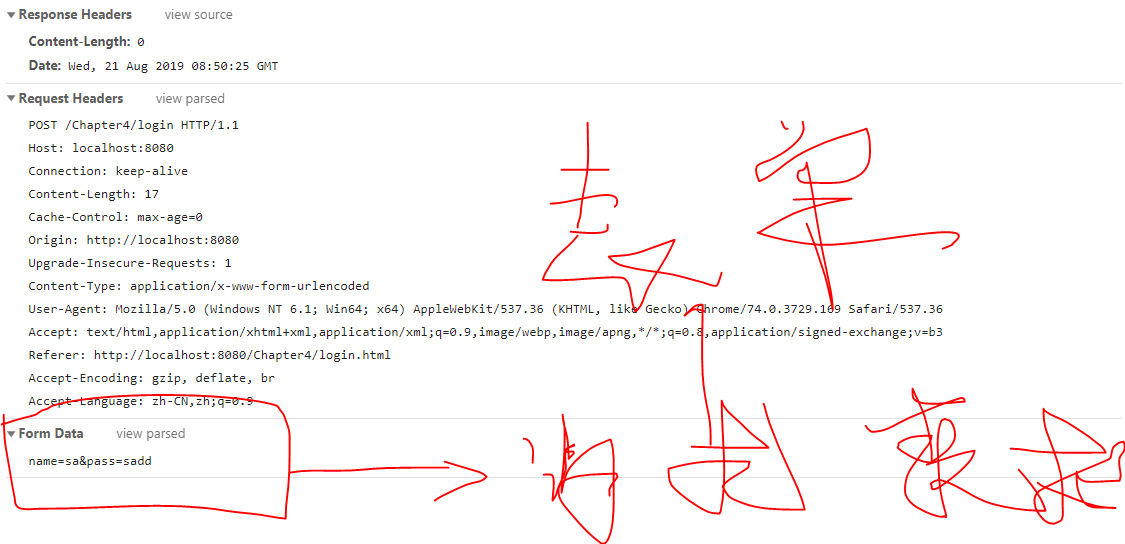 Response Headers view source
Content-Length: 0
Date: Wed, 21 Aug 2019 08:50:25 GMT
Request Headers view parsed
POST /Chapter4/login HTTP/1.1
Host: localhost:8080
Connection: keep-alive
Content-Length: 17
Cache-Control: max-age=0
Origin: http://localhost:8080
Upgrade-Insecure-Requests: 1
Content-Type: application/x-www-form-urlencoded
User-Agent: Mozilla/5.0 (Windows NT 6.1; Win64; x64) AppleWebKit/537.36 (KHTML, like Gecko) Chrome/74.0.3729.169 Safari/537.36
Accept: text/html,application/xhtml+xml,application/xml;q=0.9,image/webp,image/apng,*/*;q=0.8,application/signed-exchange;v=b3
Referer: http://localhost:8080/Chapter4/login.html
Accept-Encoding: gzip, deflate, br
Accept-Language: zh-CN,zh;q=0.9
Form Data view parsed
name=sa&pass=sadd
表单